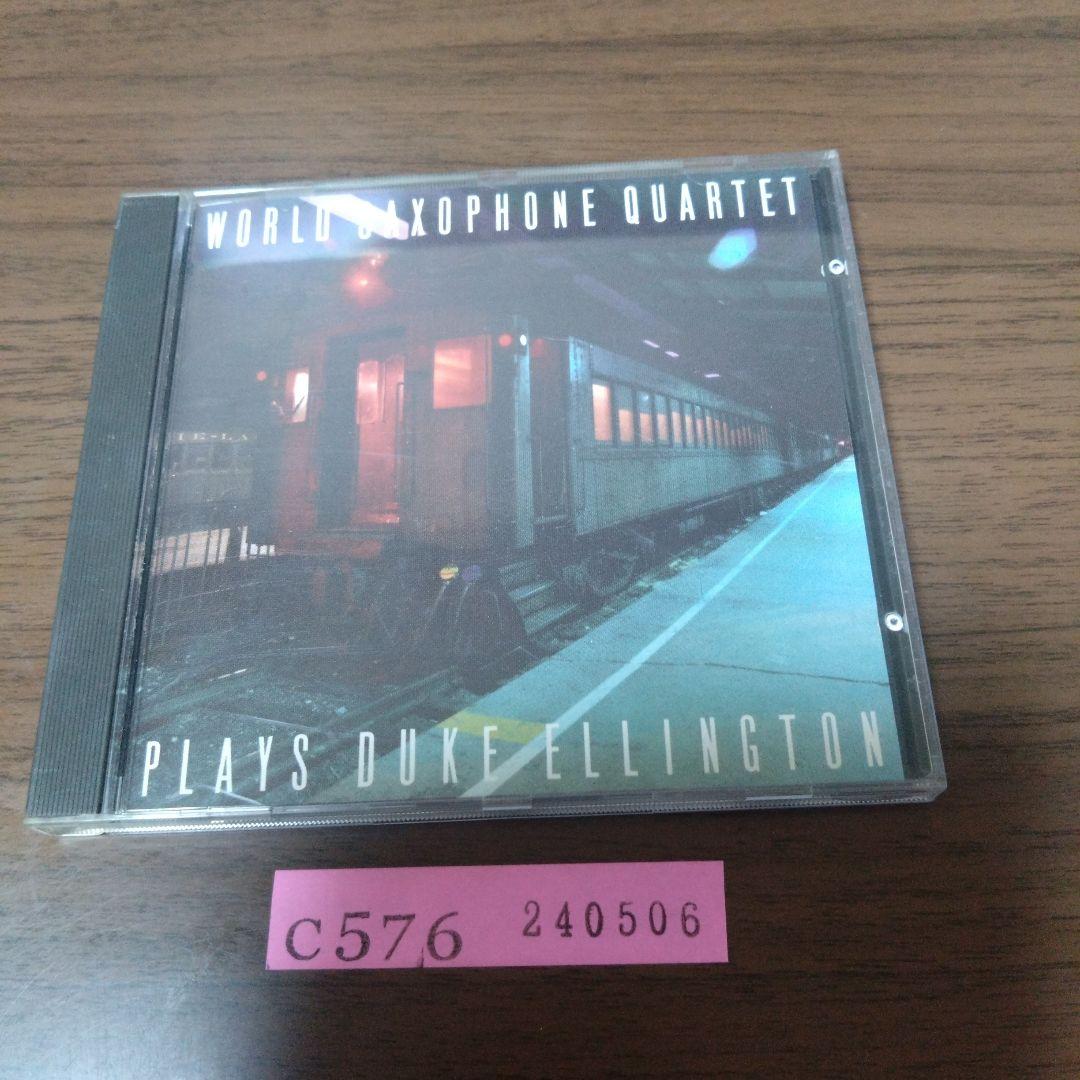 WORLD SAXOPHONE QUARTET
PLAYS DUKE ELLINGTON
C576 240506